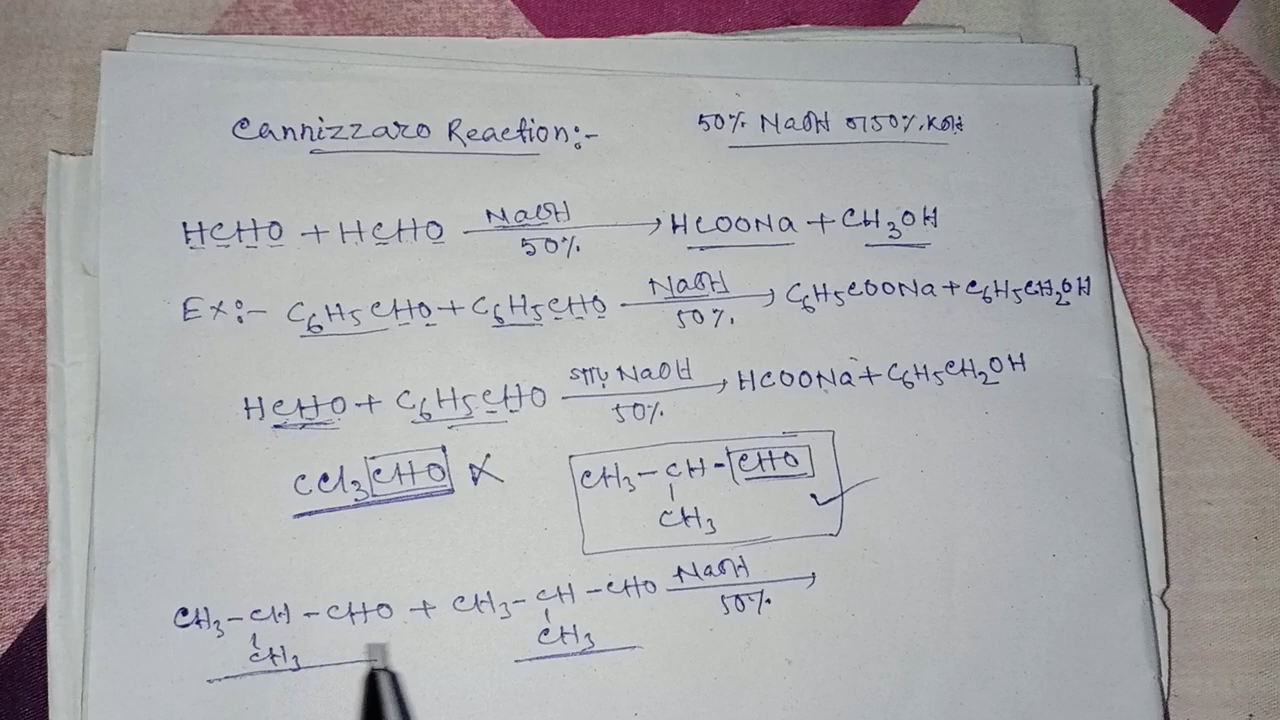 Cannizzaro Reaction:- 50% NaOH or 50% KOH
HCHO + HCHO NaOH 50% → HCOONa + CH3OH
Ex:- C6H5CHO + C6H5CHO NaOH 50% → C6H5COONa + C6H5CH2OH
HCHO + C6H5CHO सान्द्र NaOH 50% → HCOONa + C6H5CH2OH
CCl3CHO × CH3-CH-CHO ✓
CH3
CH3-CH-CHO + CH3-CH-CHO NaOH 50% →
CH3 CH3